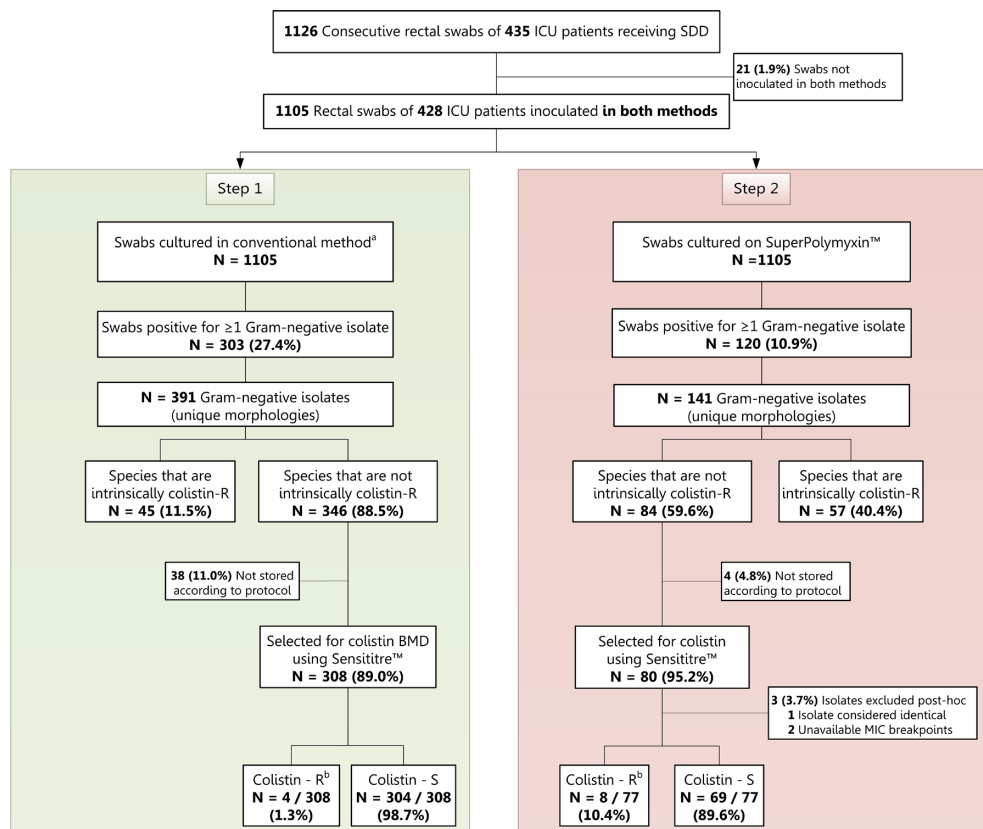 1126 Consecutive rectal swabs of 435 ICU patients receiving SDD
21 (1.9%) Swabs not
inoculated in both methods
1105 Rectal swabs of 428 ICU patients inoculated in both methods
Step 1
Swabs cultured in conventional methodᵃ
N = 1105
Swabs positive for ≥1 Gram-negative isolate
N = 303 (27.4%)
N = 391 Gram-negative isolates
(unique morphologies)
Species that are
intrinsically colistin-R
N = 45 (11.5%)
Species that are not
intrinsically colistin-R
N = 346 (88.5%)
38 (11.0%) Not stored
according to protocol
Selected for colistin BMD
using Sensititre™
N = 308 (89.0%)
Colistin - Rᵇ
N = 4 / 308
(1.3%)
Colistin - S
N = 304 / 308
(98.7%)
Step 2
Swabs cultured on SuperPolymyxin™
N =1105
Swabs positive for ≥1 Gram-negative isolate
N = 120 (10.9%)
N = 141 Gram-negative isolates
(unique morphologies)
Species that are not
intrinsically colistin-R
N = 84 (59.6%)
Species that are
intrinsically colistin-R
N = 57 (40.4%)
4 (4.8%) Not stored
according to protocol
Selected for colistin
using Sensititre™
N = 80 (95.2%)
3 (3.7%) Isolates excluded post-hoc
1 Isolate considered identical
2 Unavailable MIC breakpoints
Colistin - Rᵇ
N = 8 / 77
(10.4%)
Colistin - S
N = 69 / 77
(89.6%)